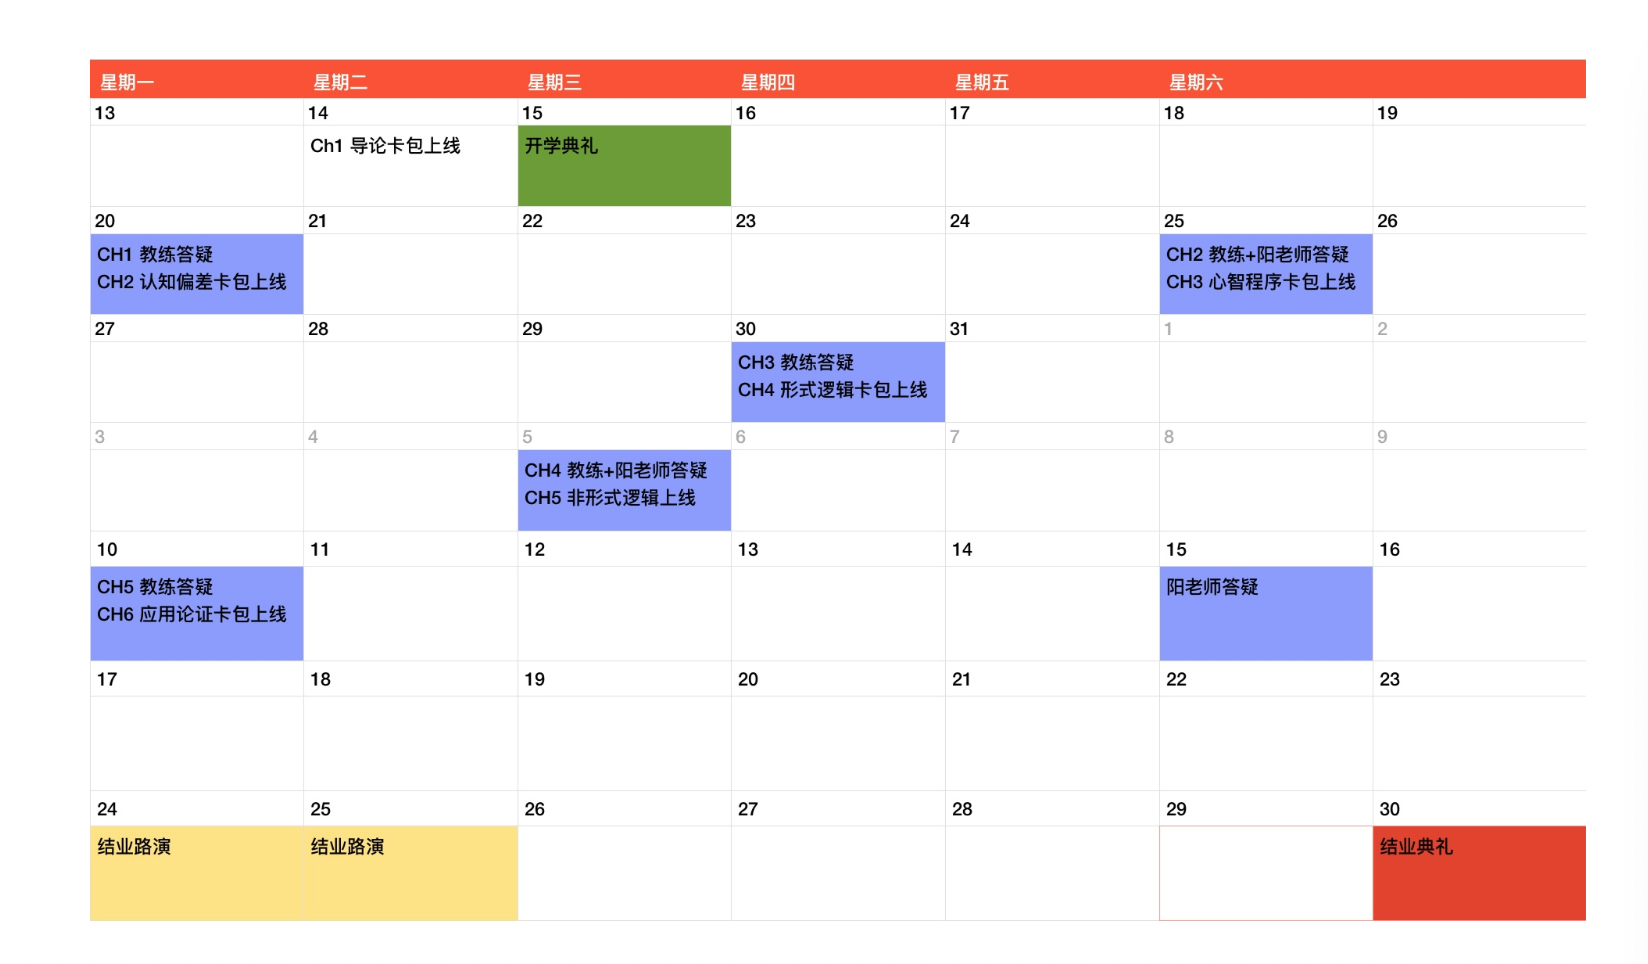 星期一 星期二 星期三 星期四 星期五 星期六
13 14 15 16 17 18 19
Ch1 导论卡包上线 开学典礼
20 21 22 23 24 25 26
CH1 教练答疑 CH2 教练+阳老师答疑
CH2 认知偏差卡包上线 CH3 心智程序卡包上线
27 28 29 30 31 1 2
CH3 教练答疑
CH4 形式逻辑卡包上线
3 4 5 6 7 8 9
CH4 教练+阳老师答疑
CH5 非形式逻辑上线
10 11 12 13 14 15 16
CH5 教练答疑 阳老师答疑
CH6 应用论证卡包上线
17 18 19 20 21 22 23
24 25 26 27 28 29 30
结业路演 结业路演 结业典礼